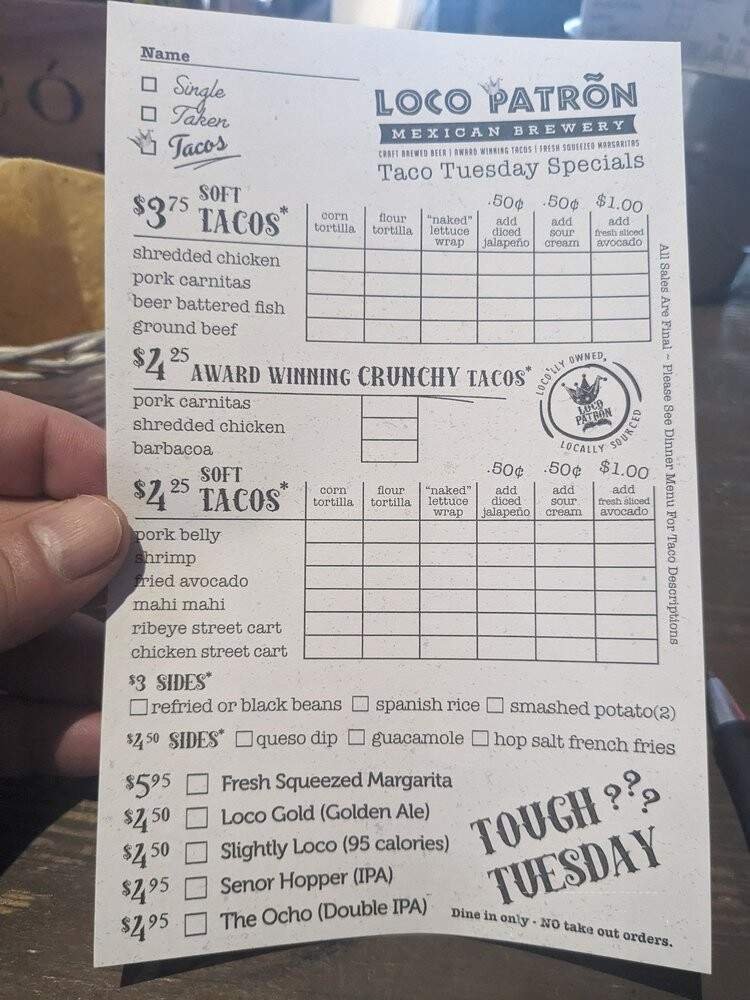 Name
Single
Taken
Tacos
LOCO PATRÕN
MEXICAN BREWERY
CRAFT BREWED BEER | AWARD WINNING TACOS | FRESH SQUEEZED MARGARITAS
Taco Tuesday Specials
$3.75 SOFT TACOS*
.50¢ .50¢ $1.00
corn tortilla
flour tortilla
"naked" lettuce wrap
add diced jalapeño
add sour cream
add fresh sliced avocado
shredded chicken
pork carnitas
beer battered fish
ground beef
All Sales Are Final ~ Please See Dinner Menu For Taco Descriptions
$4.25 AWARD WINNING CRUNCHY TACOS*
pork carnitas
shredded chicken
barbacoa
LOCO'LLY OWNED,
LOCO PATRÕN
LOCALLY SOURCED
$4.25 SOFT TACOS*
.50¢ .50¢ $1.00
corn tortilla
flour tortilla
"naked" lettuce wrap
add diced jalapeño
add sour cream
add fresh sliced avocado
pork belly
shrimp
fried avocado
mahi mahi
ribeye street cart
chicken street cart
$3 SIDES*
refried or black beans spanish rice smashed potato(2)
$4.50 SIDES* queso dip guacamole hop salt french fries
$5.95 Fresh Squeezed Margarita
$4.50 Loco Gold (Golden Ale)
$4.50 Slightly Loco (95 calories)
$4.95 Senor Hopper (IPA)
$4.95 The Ocho (Double IPA)
TOUGH ???
TUESDAY
Dine in only - NO take out orders.